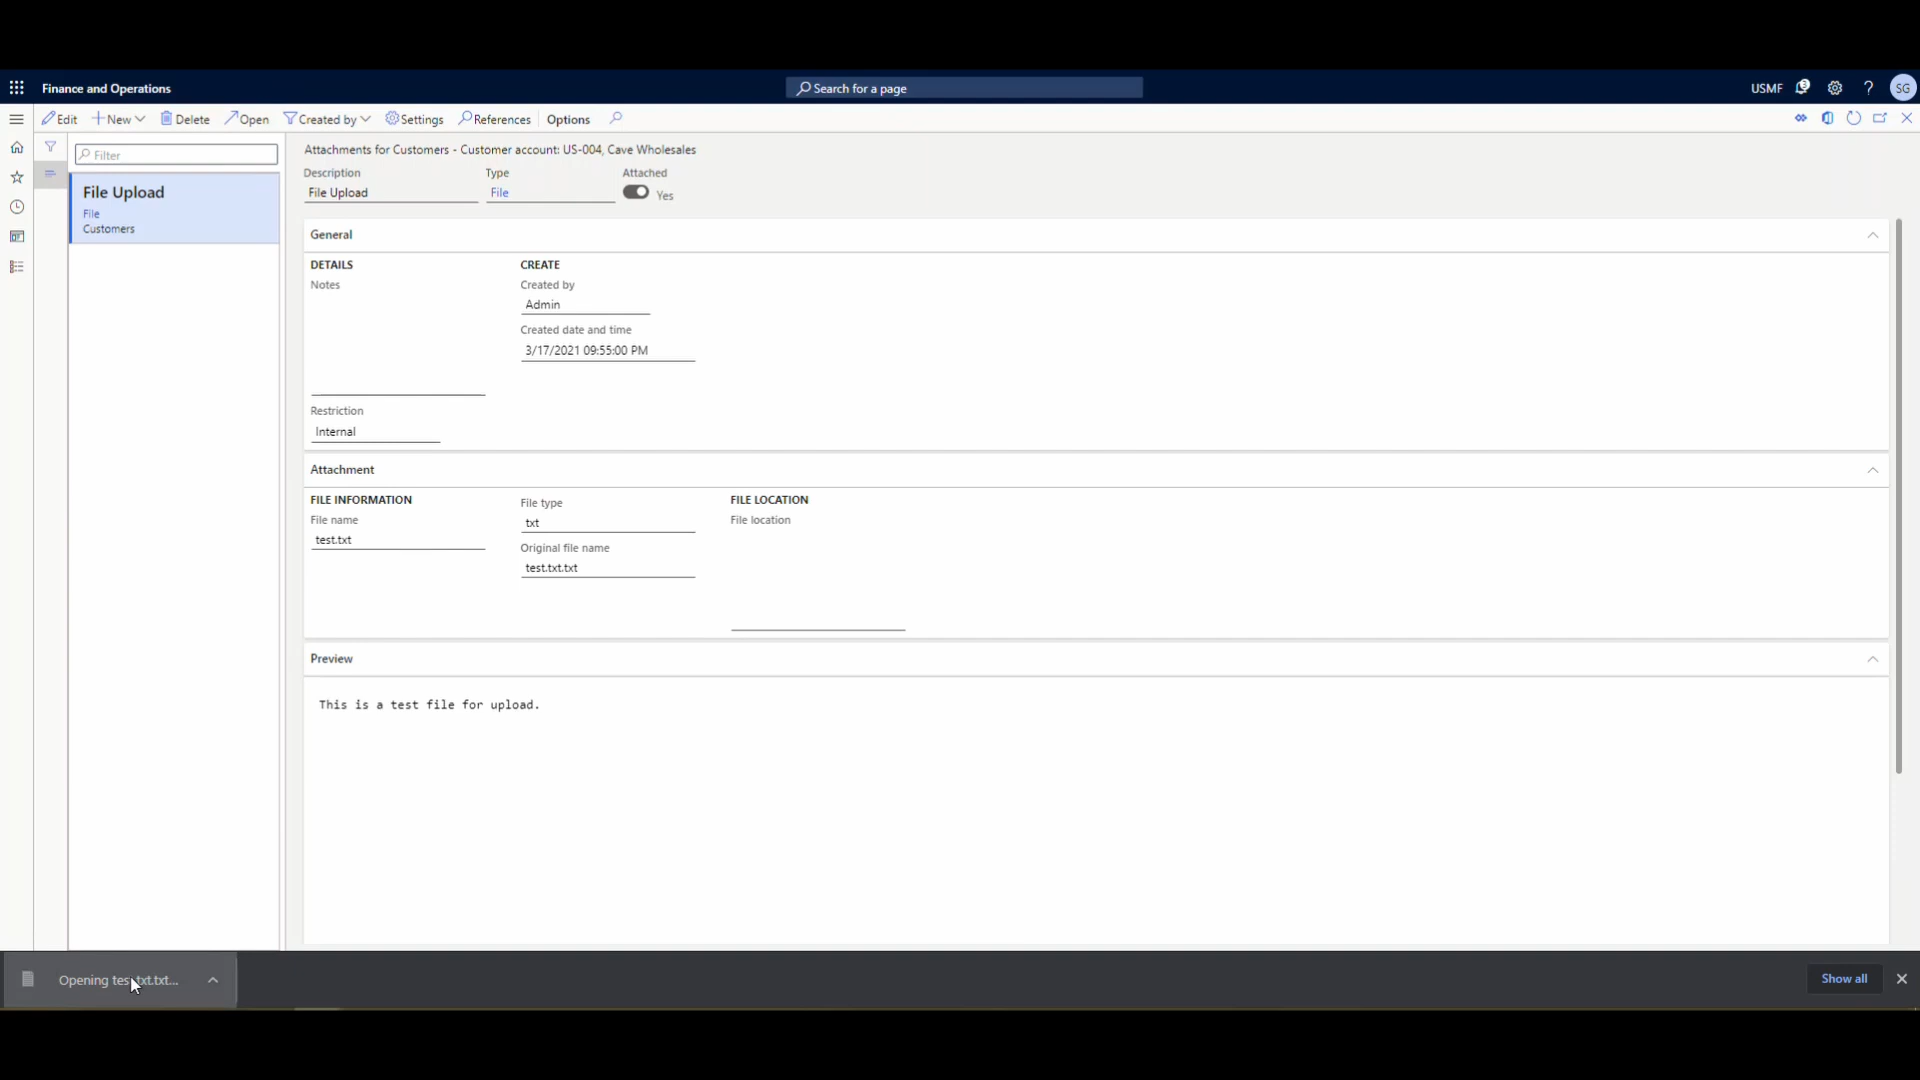 Finance and Operations
Search for a page
USMF
SG
Edit New Delete Open Created by Settings References Options
Filter
File Upload
File
Customers
Attachments for Customers - Customer account: US-004, Cave Wholesales
Description Type Attached
File Upload File Yes
General
DETAILS CREATE
Notes Created by
Admin
Created date and time
3/17/2021 09:55:00 PM
Restriction
Internal
Attachment
FILE INFORMATION File type FILE LOCATION
File name txt File location
test.txt Original file name
test.txt.txt
Preview
This is a test file for upload.
Opening test.txt.txt...
Show all